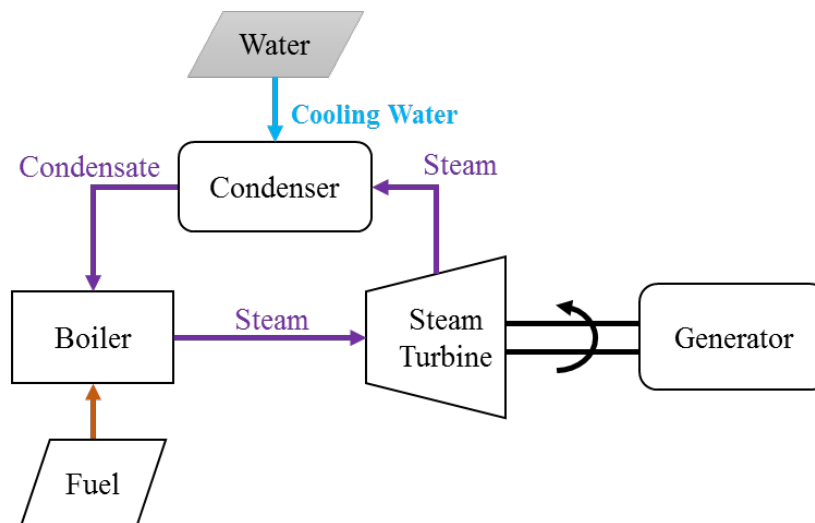 Water
Cooling Water
Condensate
Condenser
Steam
Boiler
Steam
Steam
Turbine
Generator
Fuel